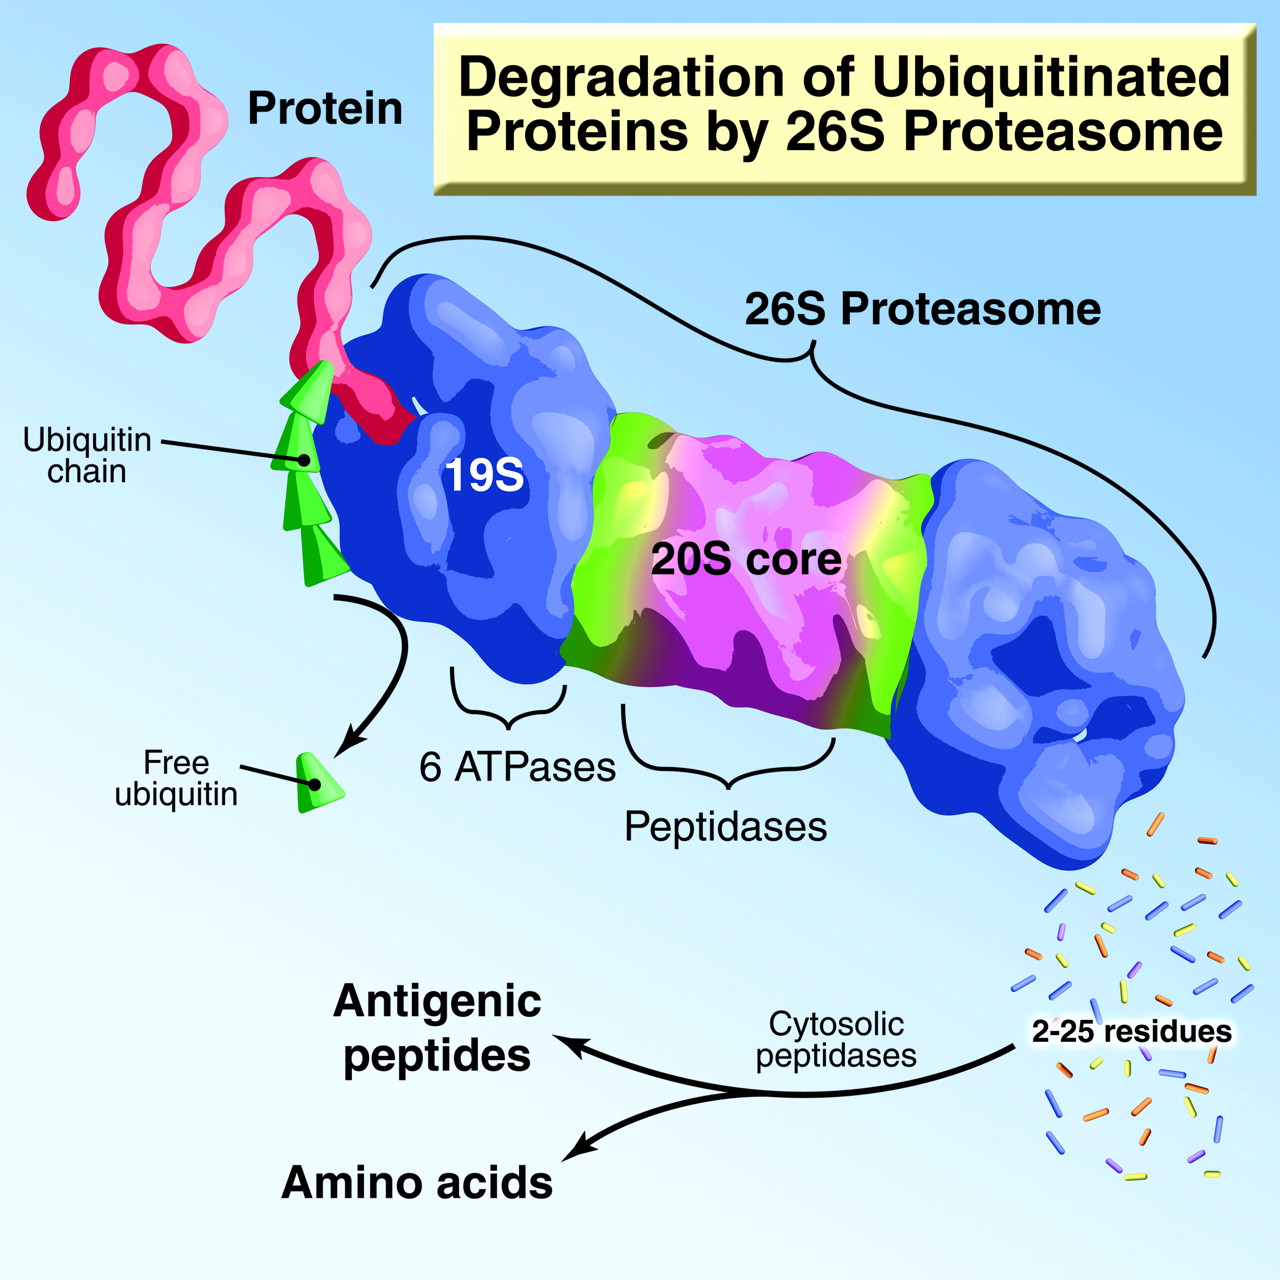 Degradation of Ubiquitinated
Proteins by 26S Proteasome
Protein
26S Proteasome
Ubiquitin
chain
19S
20S core
Free
ubiquitin
6 ATPases
Peptidases
2-25 residues
Cytosolic
peptidases
Antigenic
peptides
Amino acids